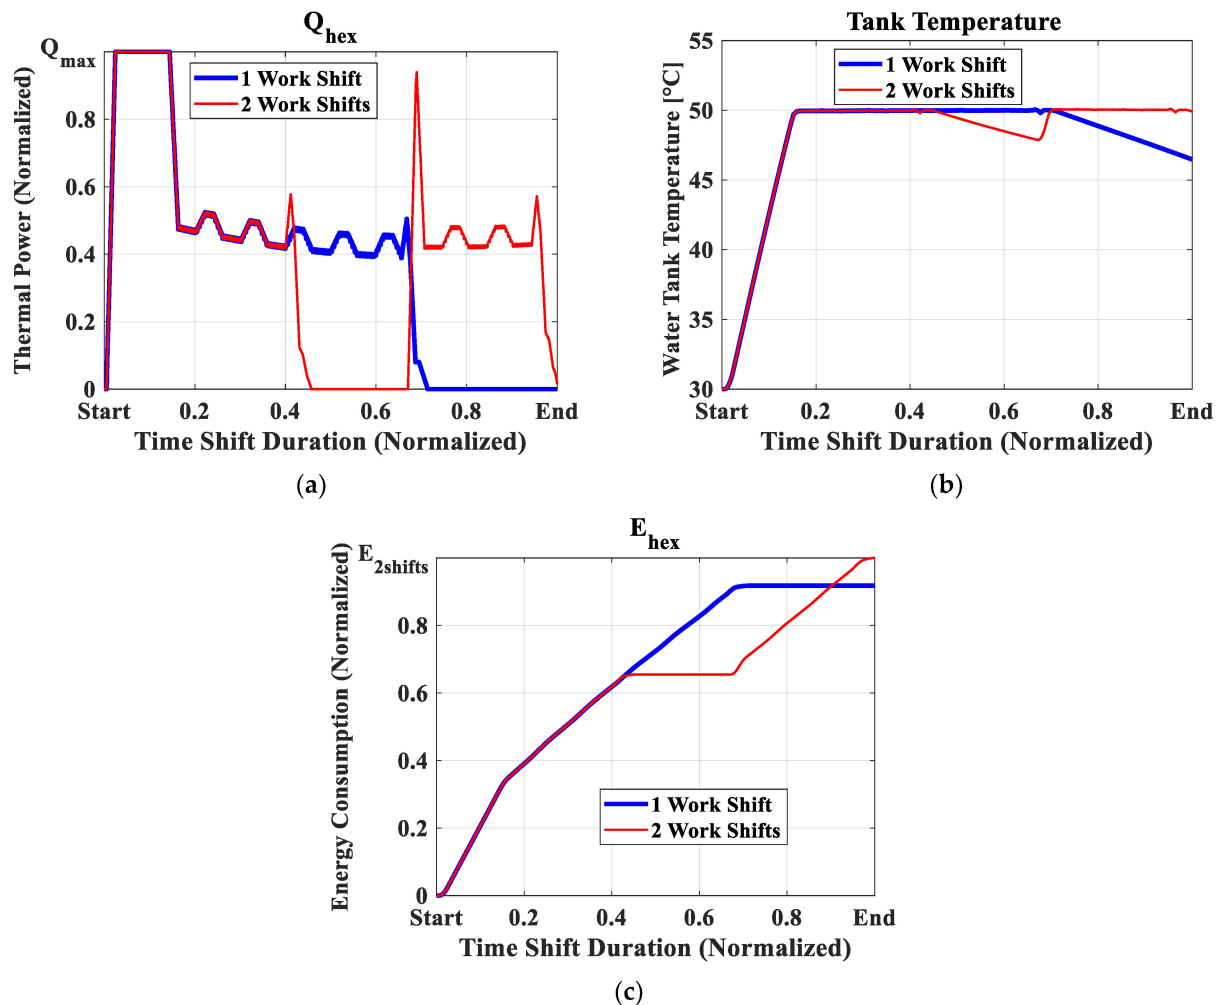 Q_hex
Q_max
0.8
0.6
0.4
0.2
0
Thermal Power (Normalized)
1 Work Shift
2 Work Shifts
Start 0.2 0.4 0.6 0.8 End
Time Shift Duration (Normalized)
(a)
Tank Temperature
55
50
45
40
35
30
Water Tank Temperature [°C]
1 Work Shift
2 Work Shifts
Start 0.2 0.4 0.6 0.8 End
Time Shift Duration (Normalized)
(b)
E_hex
E_2shifts
0.8
0.6
0.4
0.2
0
Energy Consumption (Normalized)
1 Work Shift
2 Work Shifts
Start 0.2 0.4 0.6 0.8 End
Time Shift Duration (Normalized)
(c)